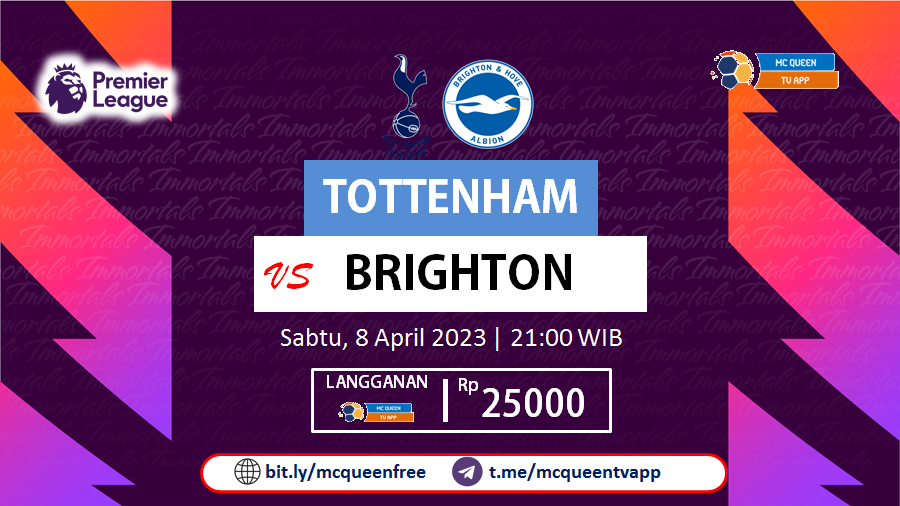 Premier
League
BRIGHTON & HOVE
ALBION
MC QUEEN
TV APP
TOTTENHAM
VS BRIGHTON
Sabtu, 8 April 2023 | 21:00 WIB
LANGGANAN
MC QUEEN
TV APP
Rp 25000
bit.ly/mcqueenfree
t.me/mcqueentvapp
Immortals